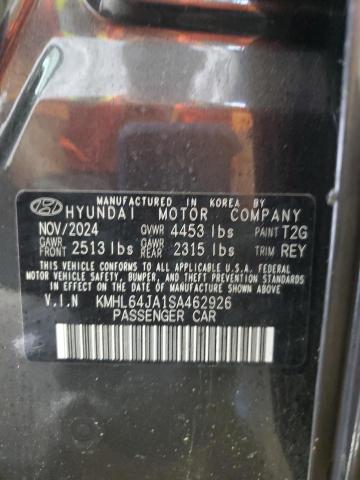 MANUFACTURED IN KOREA BY
HYUNDAI MOTOR COMPANY
NOV/2024 GVWR 4453 lbs PAINT T2G
GAWR FRONT 2513 lbs GAWR REAR 2315 lbs TRIM REY
THIS VEHICLE CONFORMS TO ALL APPLICABLE U.S.A. FEDERAL
MOTOR VEHICLE SAFETY, BUMPER, AND THEFT PREVENTION STANDARDS
IN EFFECT ON THE DATE OF MANUFACTURE SHOWN ABOVE.
V.I.N KMHL64JA1SA462926
PASSENGER CAR